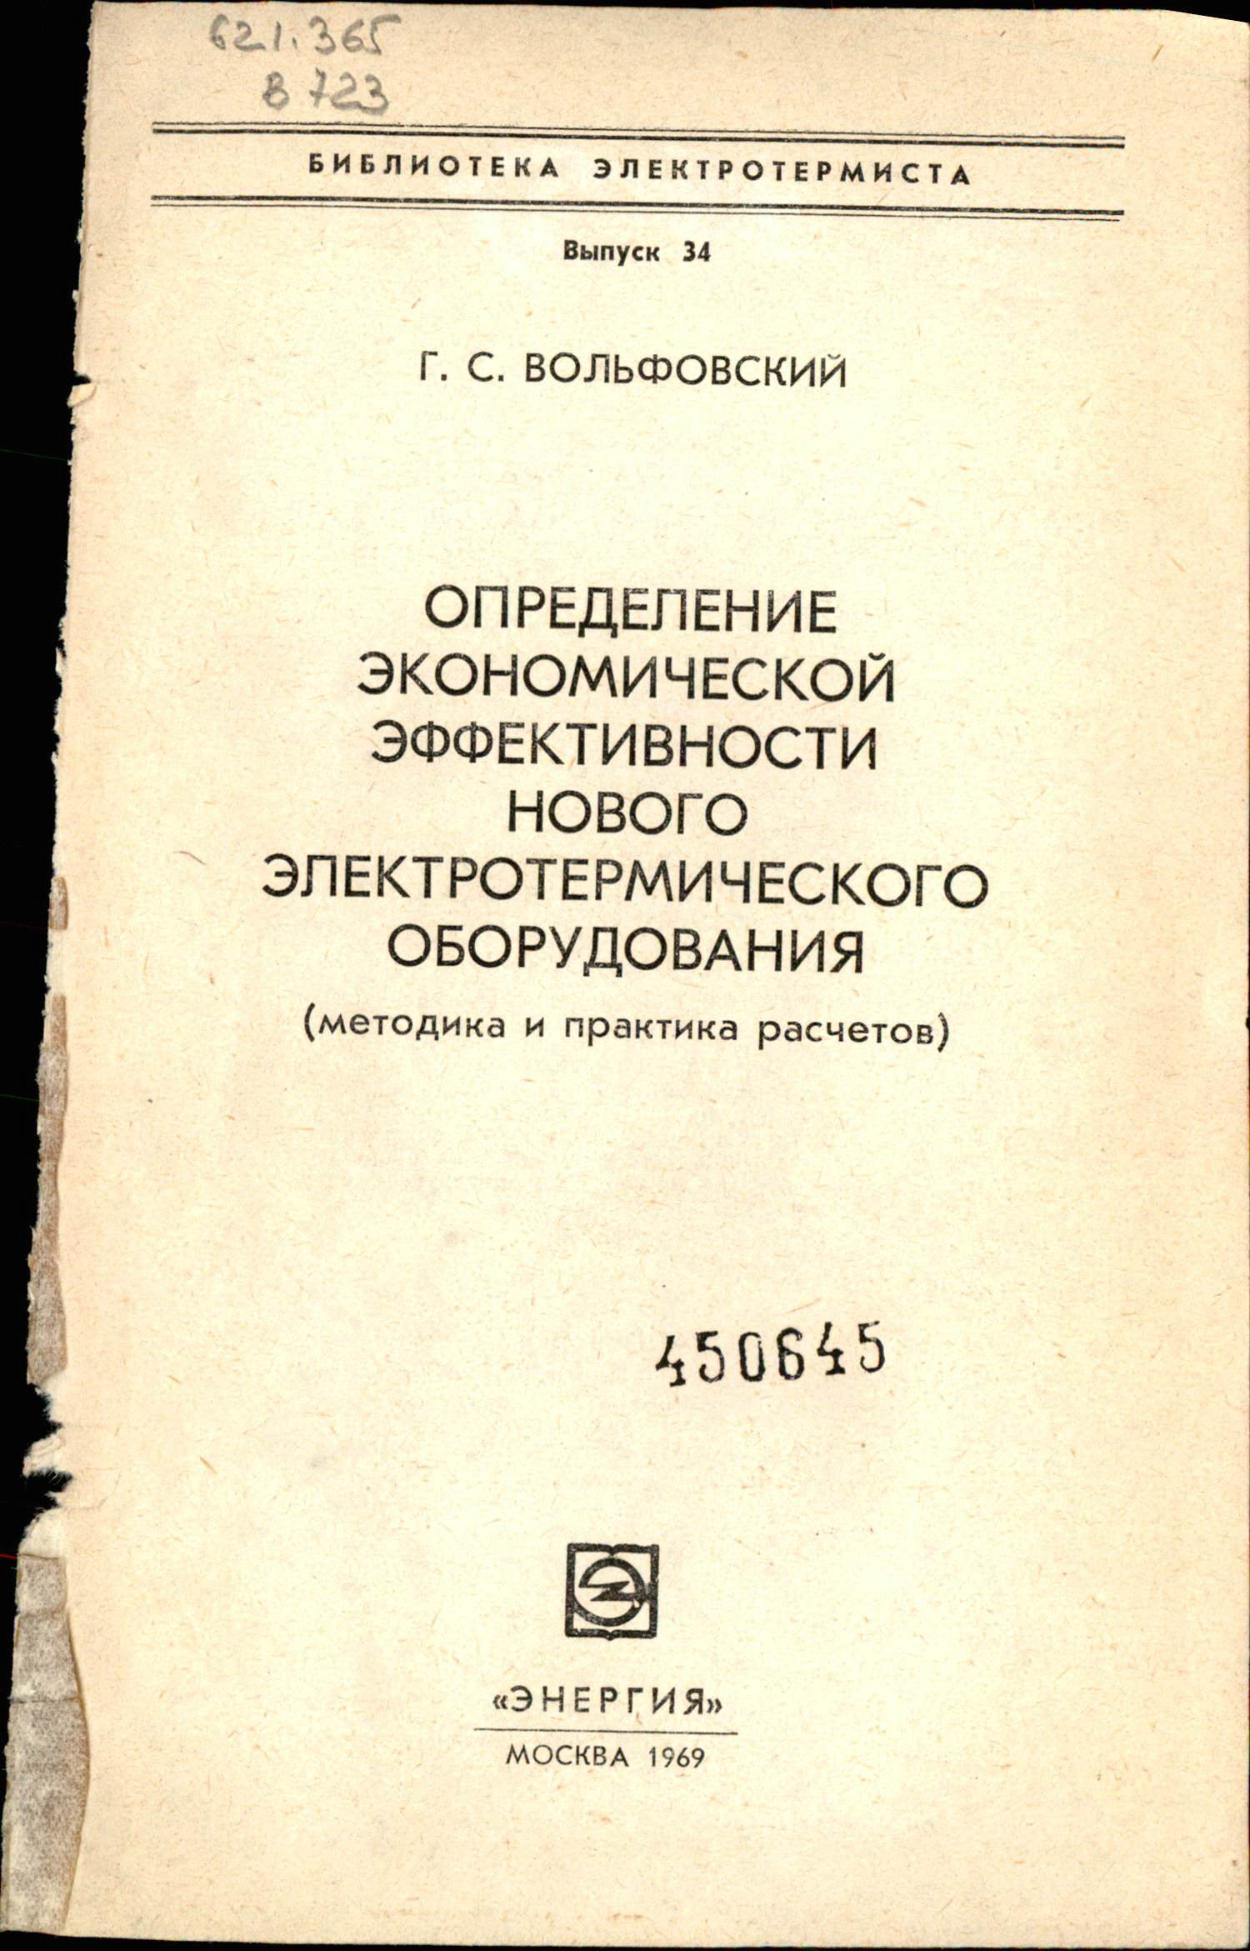 621.365
В 723
БИБЛИОТЕКА ЭЛЕКТРОТЕРМИСТА
Выпуск 34
Г. С. ВОЛЬФОВСКИЙ
ОПРЕДЕЛЕНИЕ
ЭКОНОМИЧЕСКОЙ
ЭФФЕКТИВНОСТИ
НОВОГО
ЭЛЕКТРОТЕРМИЧЕСКОГО
ОБОРУДОВАНИЯ
(методика и практика расчетов)
450645
«ЭНЕРГИЯ»
МОСКВА 1969